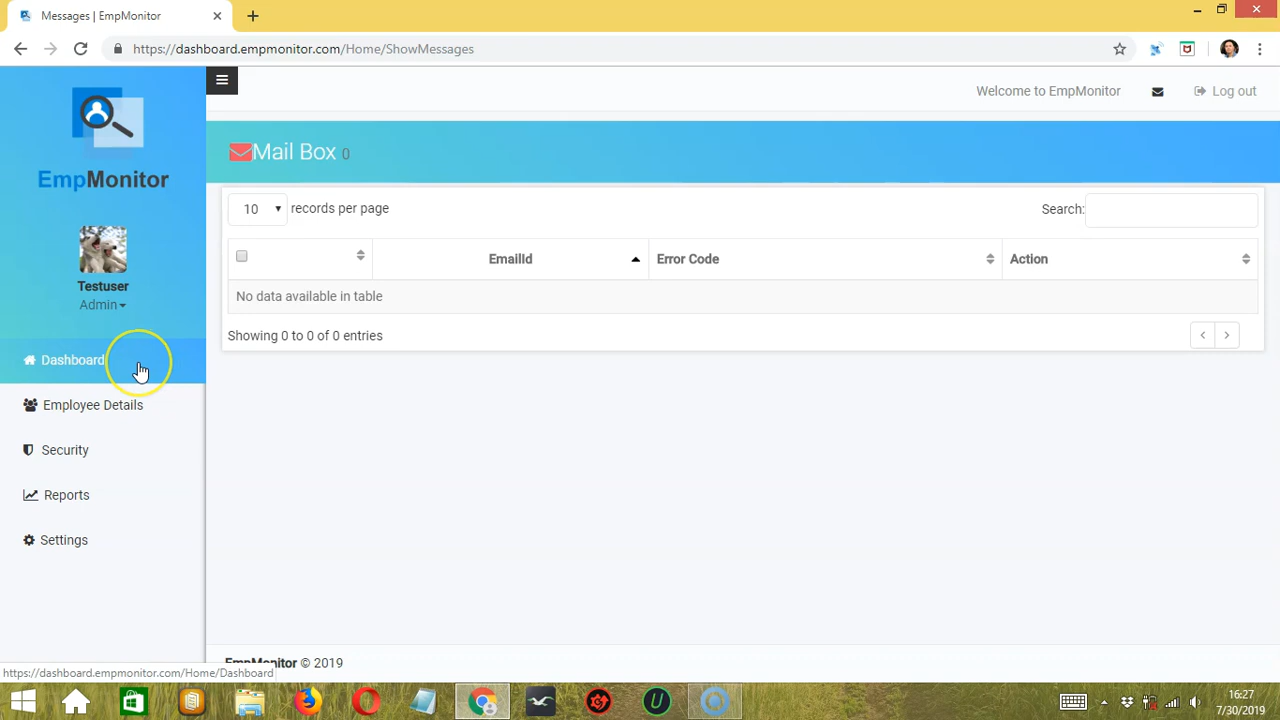 Messages | EmpMonitor
https://dashboard.empmonitor.com/Home/ShowMessages
EmpMonitor
Testuser
Admin
Dashboard
Employee Details
Security
Reports
Settings
Welcome to EmpMonitor
Log out
Mail Box 0
10 records per page
Search:
EmailId Error Code Action
No data available in table
Showing 0 to 0 of 0 entries
EmpMonitor © 2019
https://dashboard.empmonitor.com/Home/Dashboard
16:27
7/30/2019